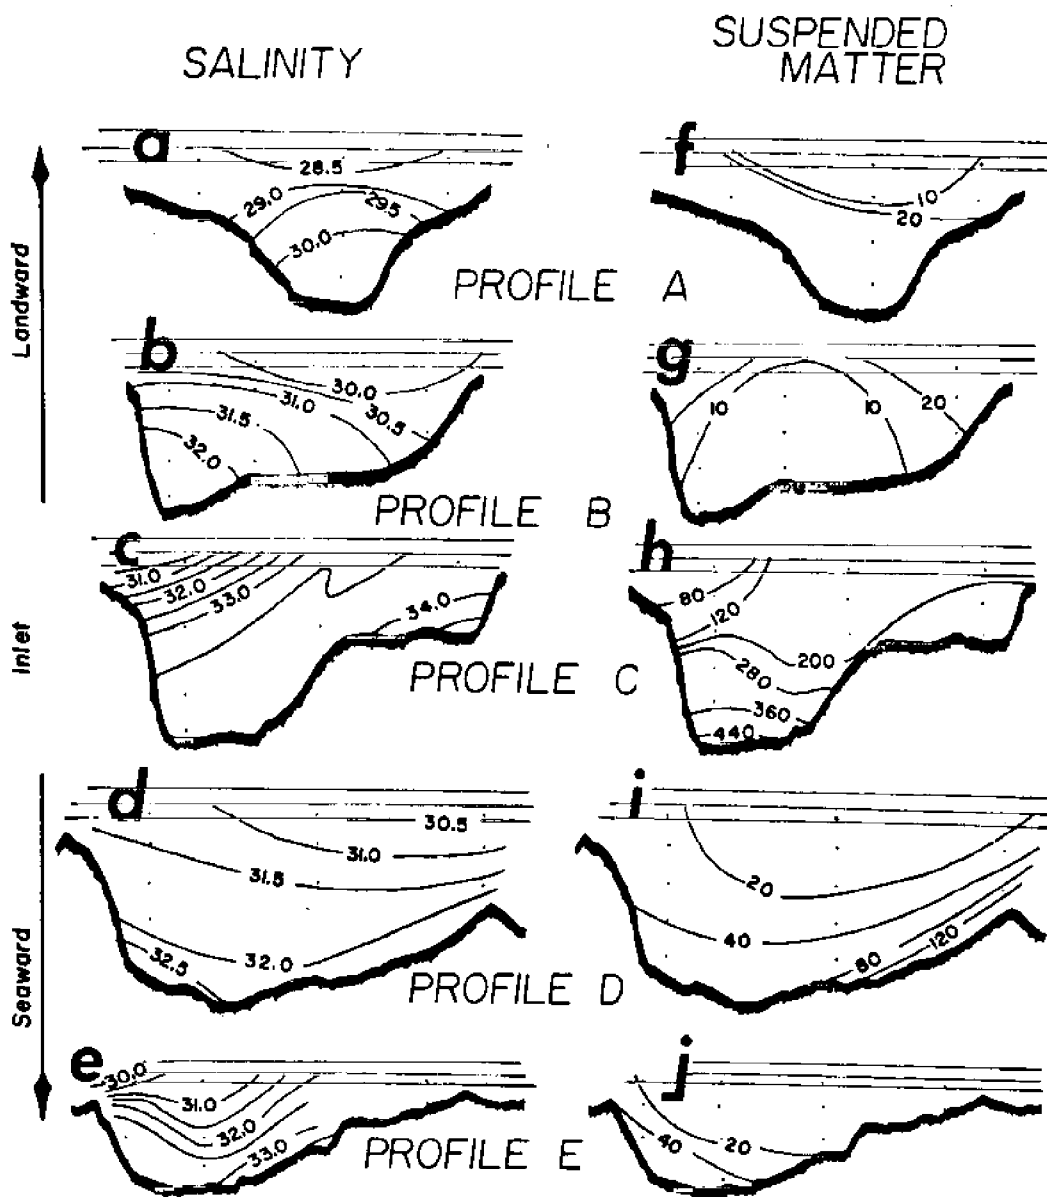 SALINITY
SUSPENDED
MATTER
Landward
Inlet
Seaward
a
28.5
29.0
29.5
30.0
f
10
20
PROFILE A
b
30.0
31.0
30.5
31.5
32.0
g
10
10
20
PROFILE B
c
31.0
32.0
33.0
34.0
h
80
120
200
280
360
440
PROFILE C
d
30.5
31.0
31.5
32.0
32.5
i
20
40
80
120
PROFILE D
e
30.0
31.0
32.0
33.0
j
40
20
PROFILE E